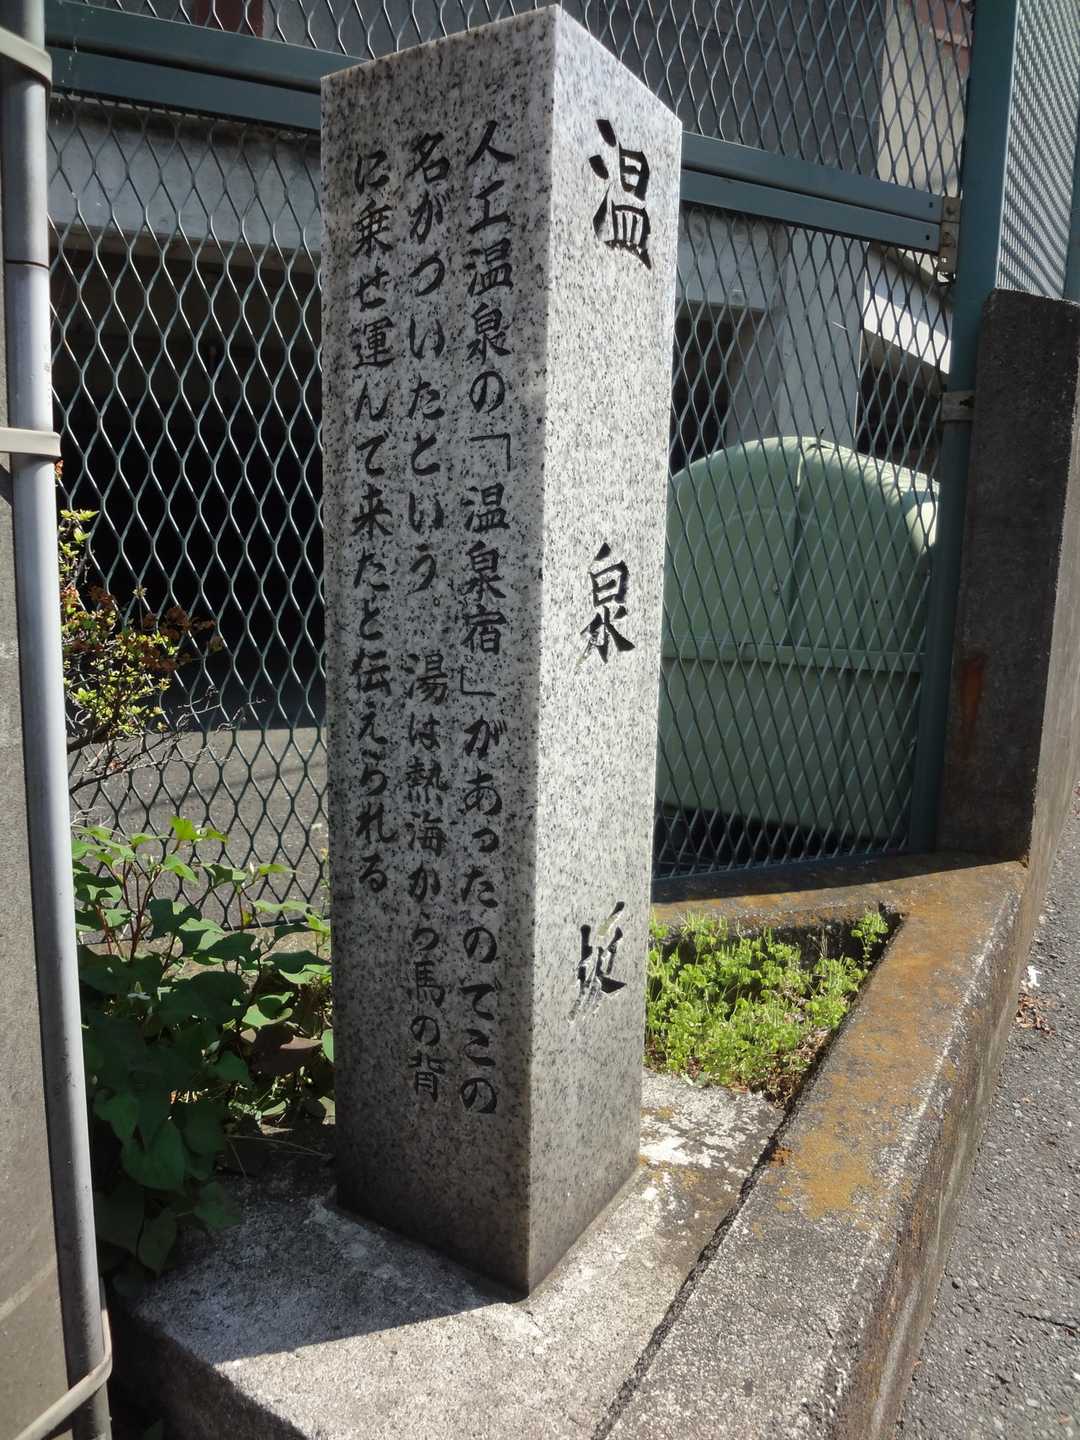 温泉坂
人工温泉の「温泉宿」があったのでこの
名がついたという。湯は熱海から馬の背
に乗せ運んで来たと伝えられる